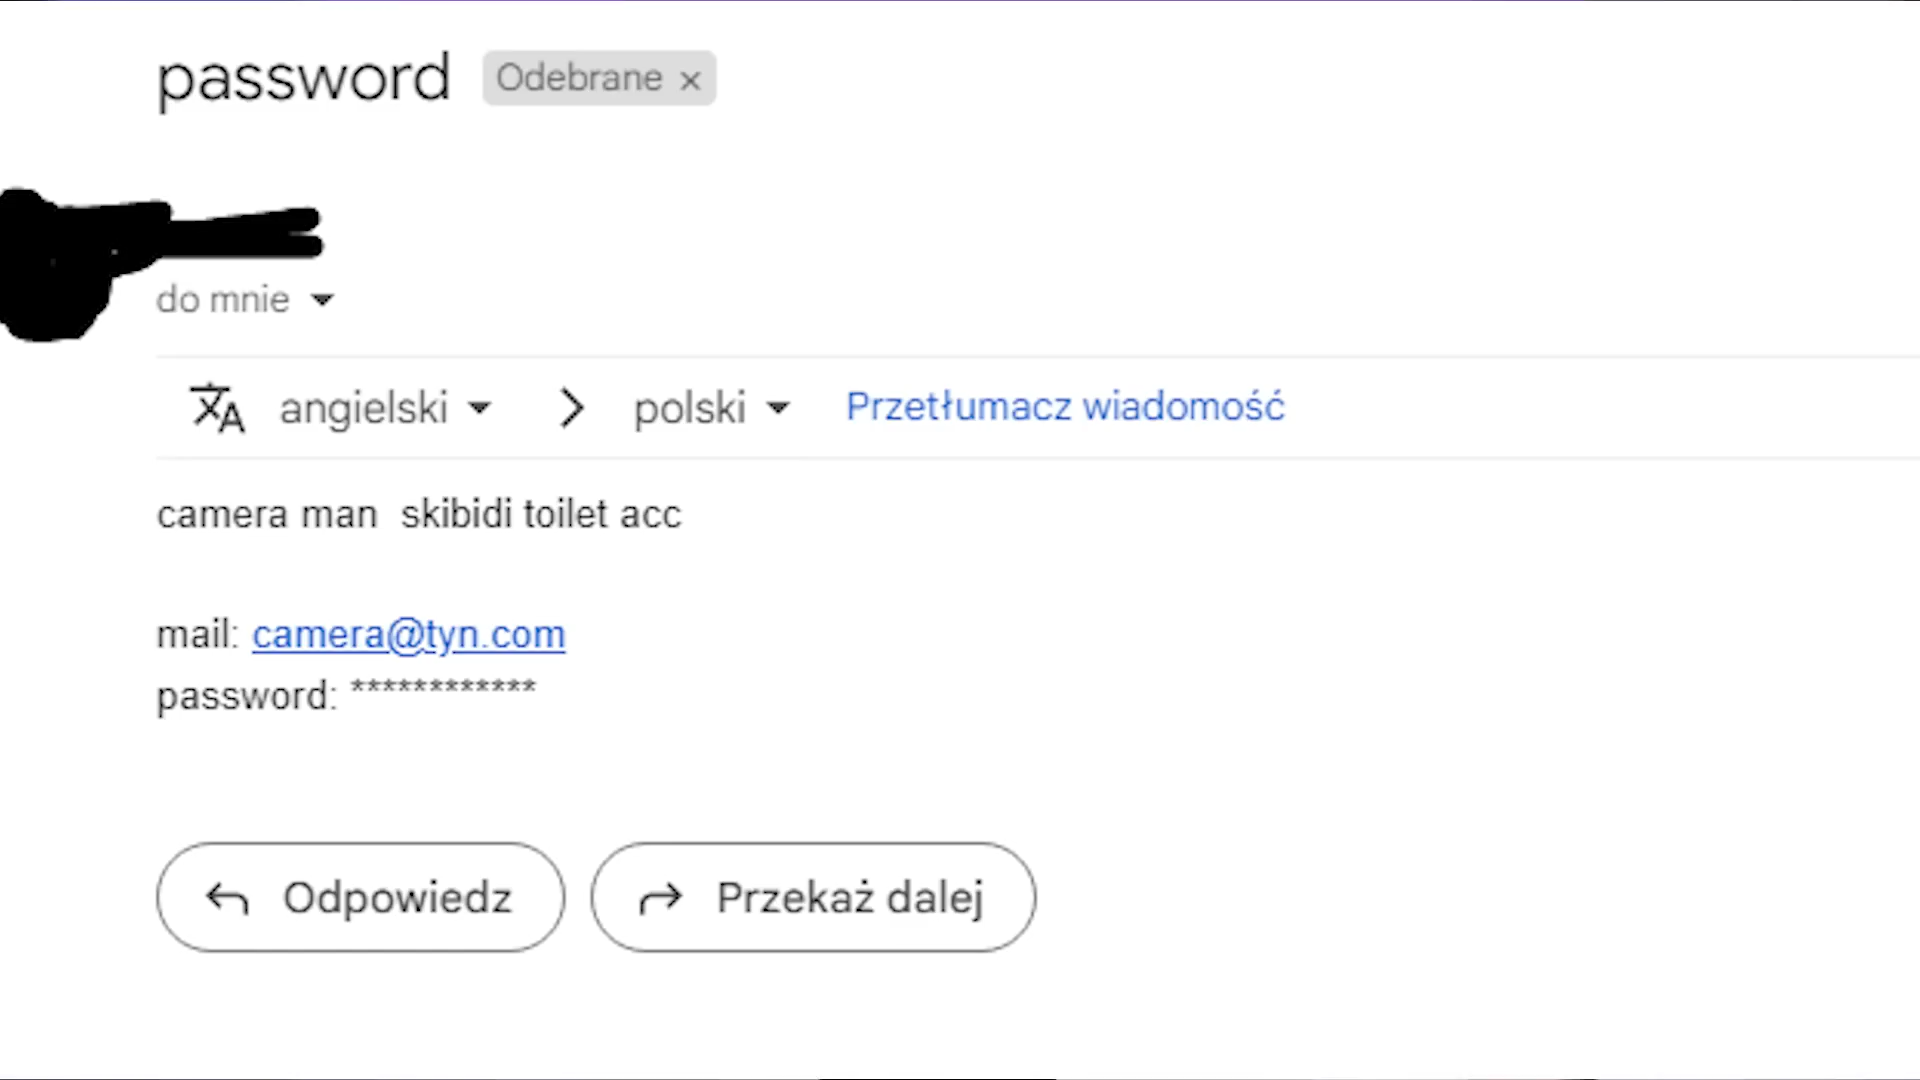 password Odebrane ×
do mnie
angielski > polski Przetłumacz wiadomość
camera man skibidi toilet acc
mail: camera@tyn.com
password: ************
Odpowiedz Przekaż dalej